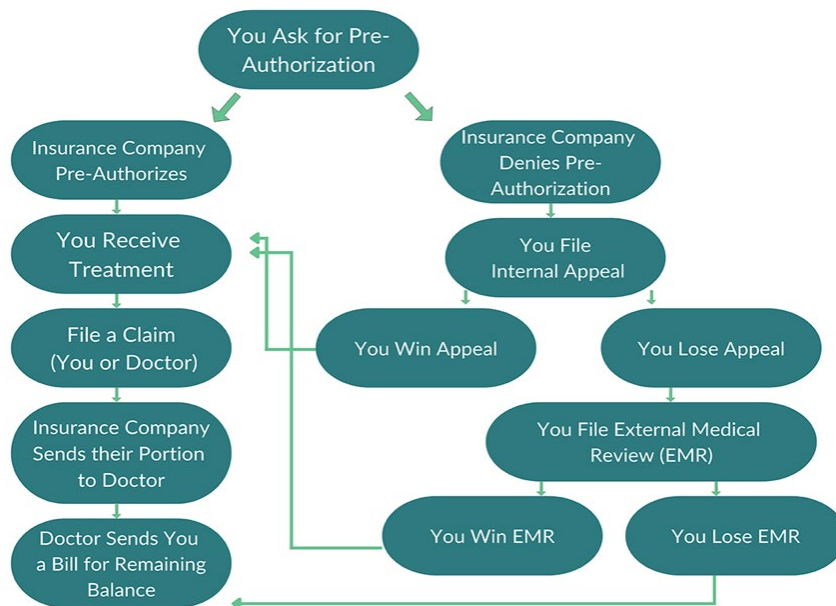 You Ask for Pre-
Authorization
Insurance Company
Pre-Authorizes
Insurance Company
Denies Pre-
Authorization
You Receive
Treatment
You File
Internal Appeal
File a Claim
(You or Doctor)
You Win Appeal
You Lose Appeal
Insurance Company
Sends their Portion
to Doctor
You File External Medical
Review (EMR)
Doctor Sends You
a Bill for Remaining
Balance
You Win EMR
You Lose EMR